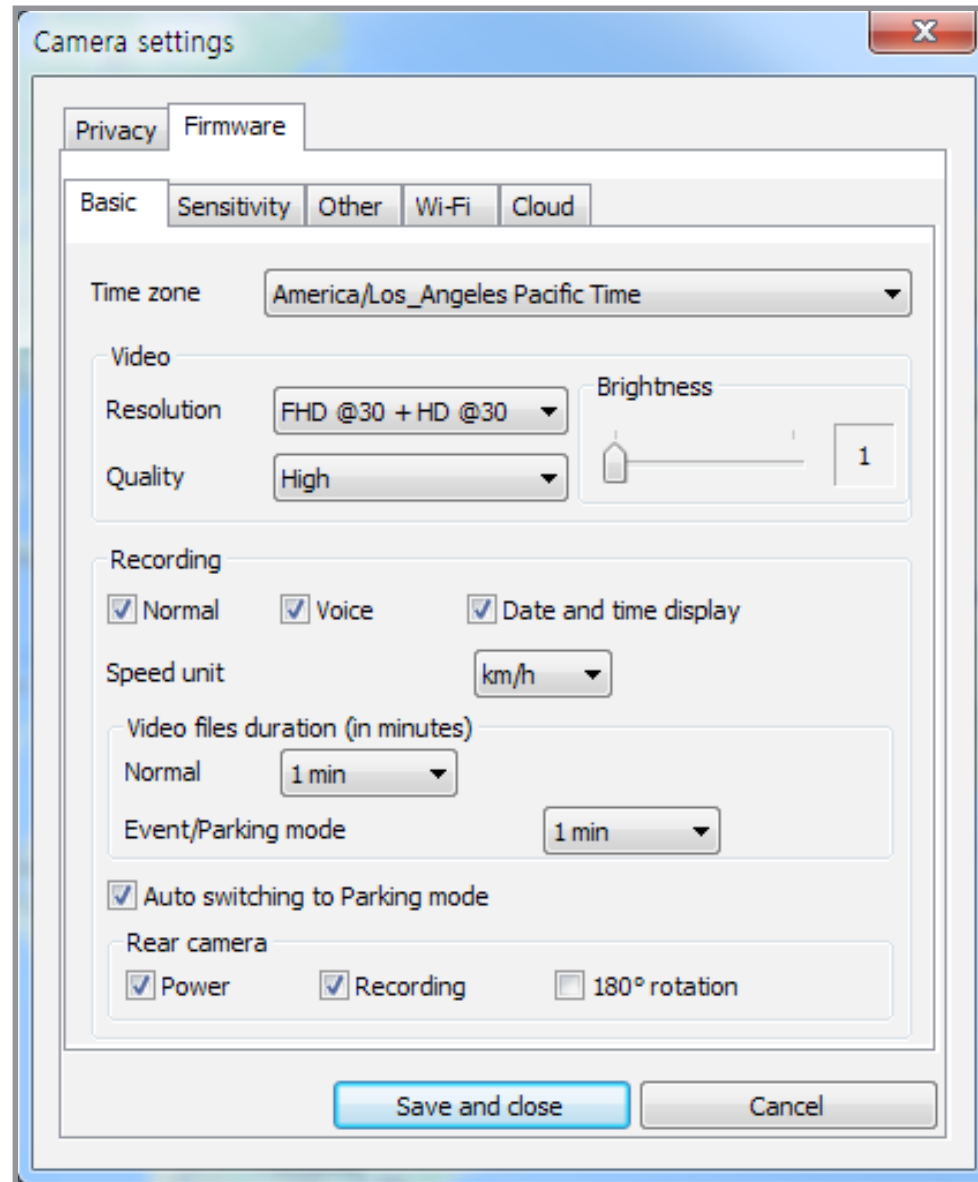 Camera settings
Privacy Firmware
Basic Sensitivity Other Wi-Fi Cloud
Time zone America/Los_Angeles Pacific Time
Video
Brightness
Resolution FHD @30 + HD @30
1
Quality High
Recording
Normal Voice Date and time display
Speed unit km/h
Video files duration (in minutes)
Normal 1 min
Event/Parking mode 1 min
Auto switching to Parking mode
Rear camera
Power Recording 180° rotation
Save and close Cancel